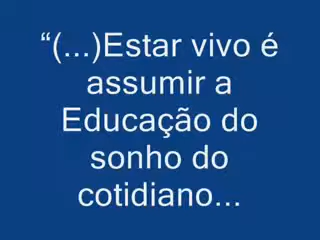 “(...)Estar vivo é
assumir a
Educação do
sonho do
cotidiano...